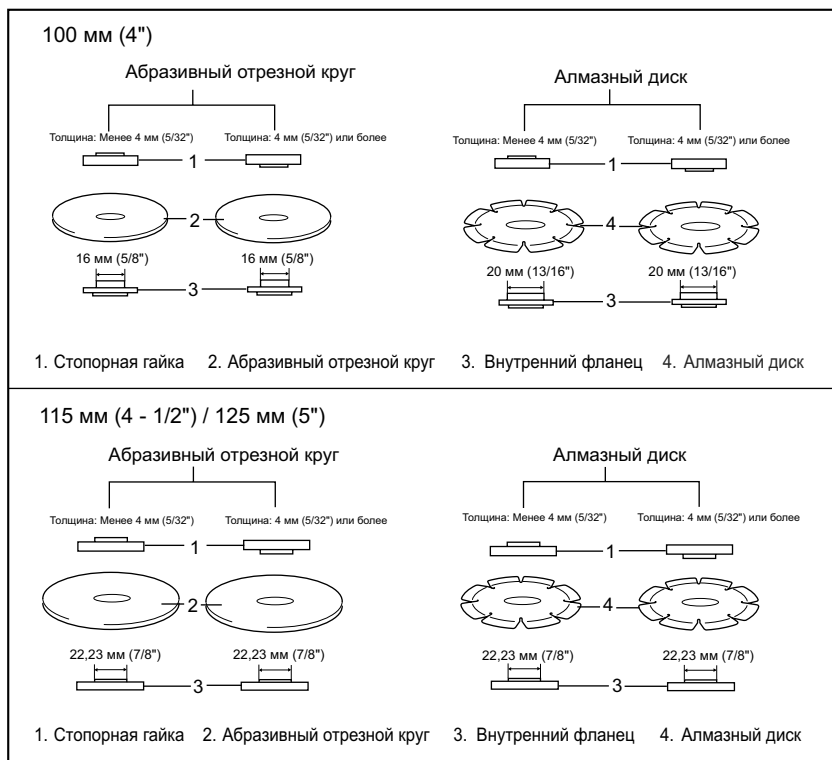 100 мм (4")
Абразивный отрезной круг Алмазный диск
Толщина: Менее 4 мм (5/32") Толщина: 4 мм (5/32") или более Толщина: Менее 4 мм (5/32") Толщина: 4 мм (5/32") или более
1 1
2 4
16 мм (5/8") 16 мм (5/8") 20 мм (13/16") 20 мм (13/16")
3 3
1. Стопорная гайка 2. Абразивный отрезной круг 3. Внутренний фланец 4. Алмазный диск
115 мм (4 - 1/2") / 125 мм (5")
Абразивный отрезной круг Алмазный диск
Толщина: Менее 4 мм (5/32") Толщина: 4 мм (5/32") или более Толщина: Менее 4 мм (5/32") Толщина: 4 мм (5/32") или более
1 1
2 4
22,23 мм (7/8") 22,23 мм (7/8") 22,23 мм (7/8") 22,23 мм (7/8")
3 3
1. Стопорная гайка 2. Абразивный отрезной круг 3. Внутренний фланец 4. Алмазный диск